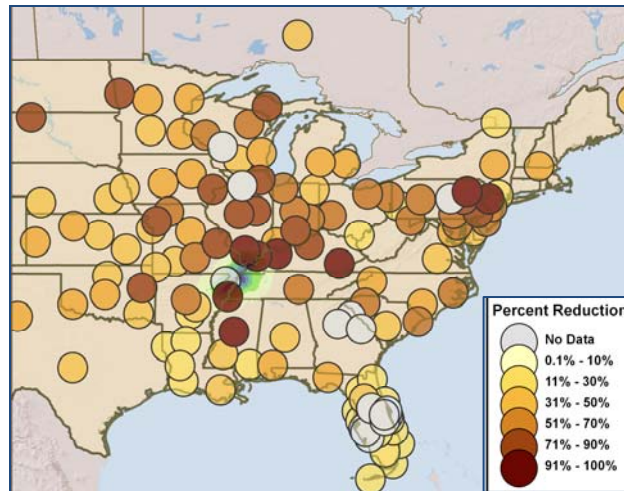 Percent Reduction
No Data
0.1% - 10%
11% - 30%
31% - 50%
51% - 70%
71% - 90%
91% - 100%